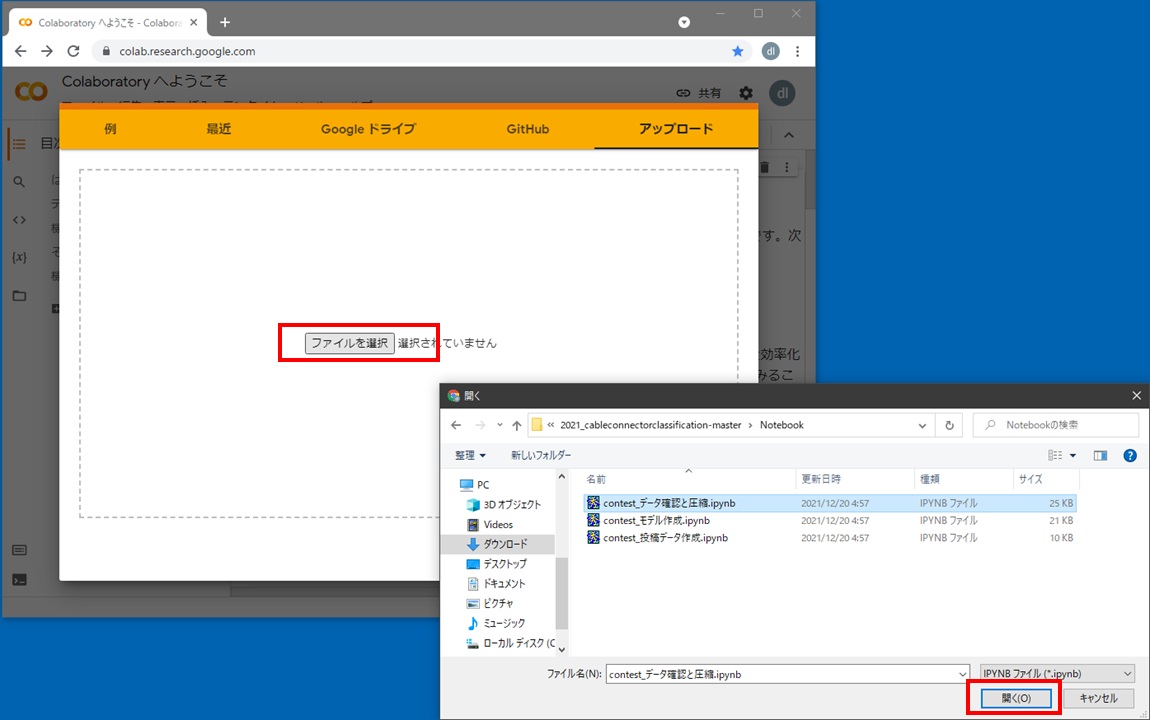 Colaboratory へようこそ - Colabora
colab.research.google.com
dl
Colaboratory へようこそ
共有
dl
例
最近
Google ドライブ
GitHub
アップロード
目次
です。次
ファイルを選択 選択されていません
効率化
みるこ
開く
2021_cableconnectorclassification-master › Notebook
Notebookの検索
整理
新しいフォルダー
名前
更新日時
種類
サイズ
PC
3D オブジェクト
Videos
ダウンロード
デスクトップ
ドキュメント
ピクチャ
ミュージック
ローカル ディスク (C
contest_データ確認と圧縮.ipynb 2021/12/20 4:57 IPYNB ファイル 25 KB
contest_モデル作成.ipynb 2021/12/20 4:57 IPYNB ファイル 21 KB
contest_投稿データ作成.ipynb 2021/12/20 4:57 IPYNB ファイル 10 KB
ファイル名(N): contest_データ確認と圧縮.ipynb
IPYNB ファイル (*.ipynb)
開く(O)
キャンセル